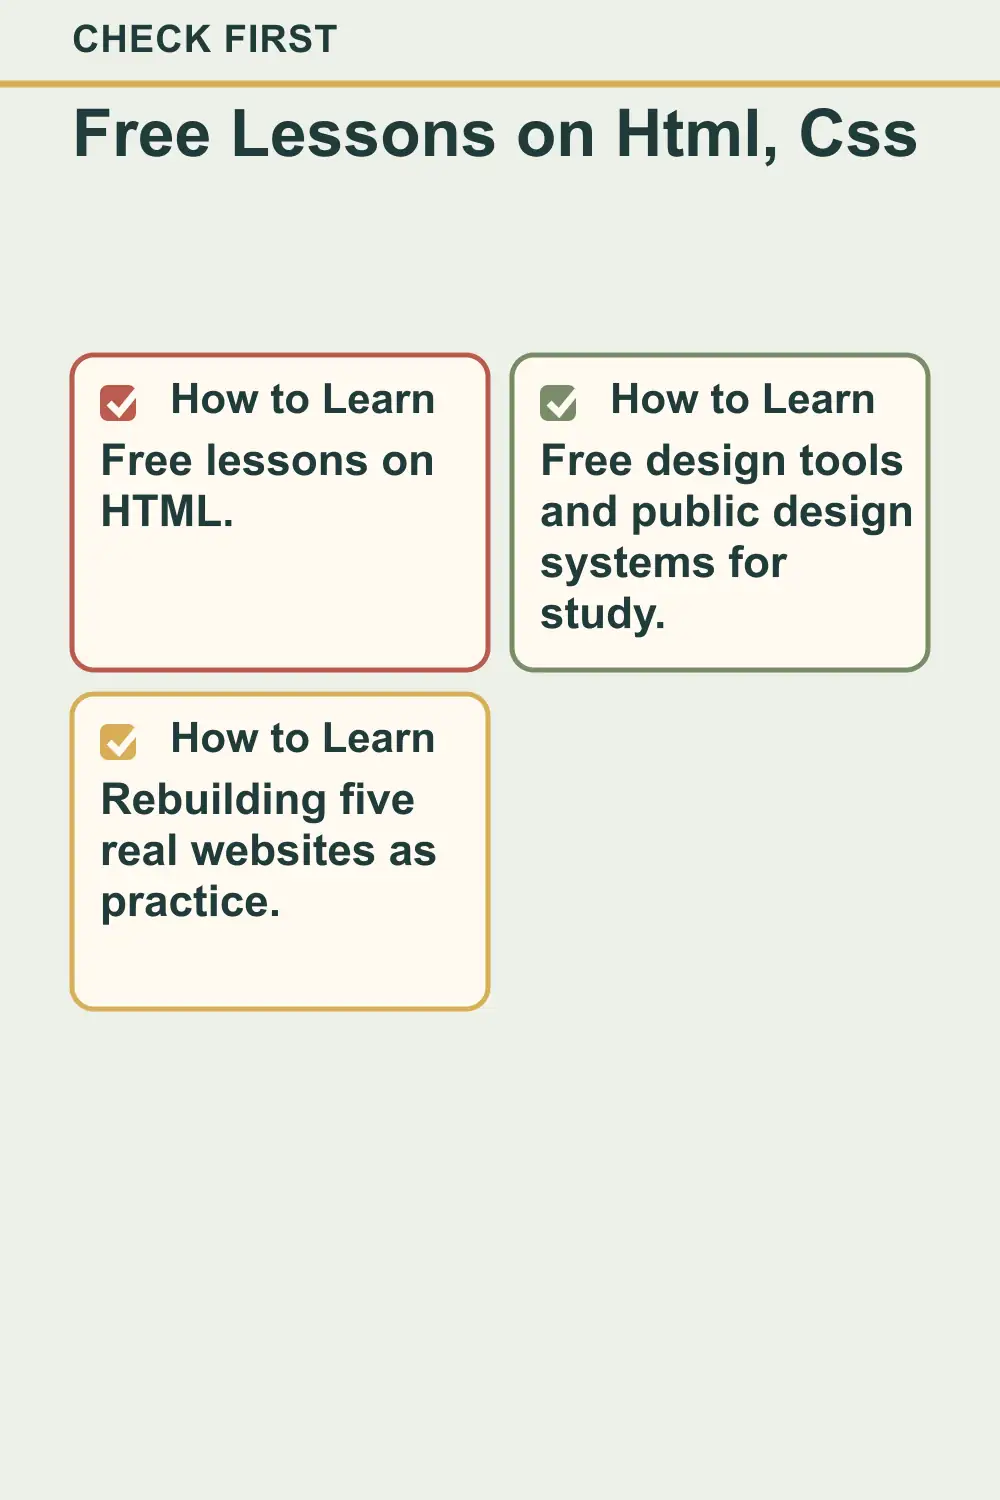 CHECK FIRST
Free Lessons on Html, Css
How to Learn
Free lessons on
HTML.
How to Learn
Free design tools
and public design
systems for
study.
How to Learn
Rebuilding five
real websites as
practice.